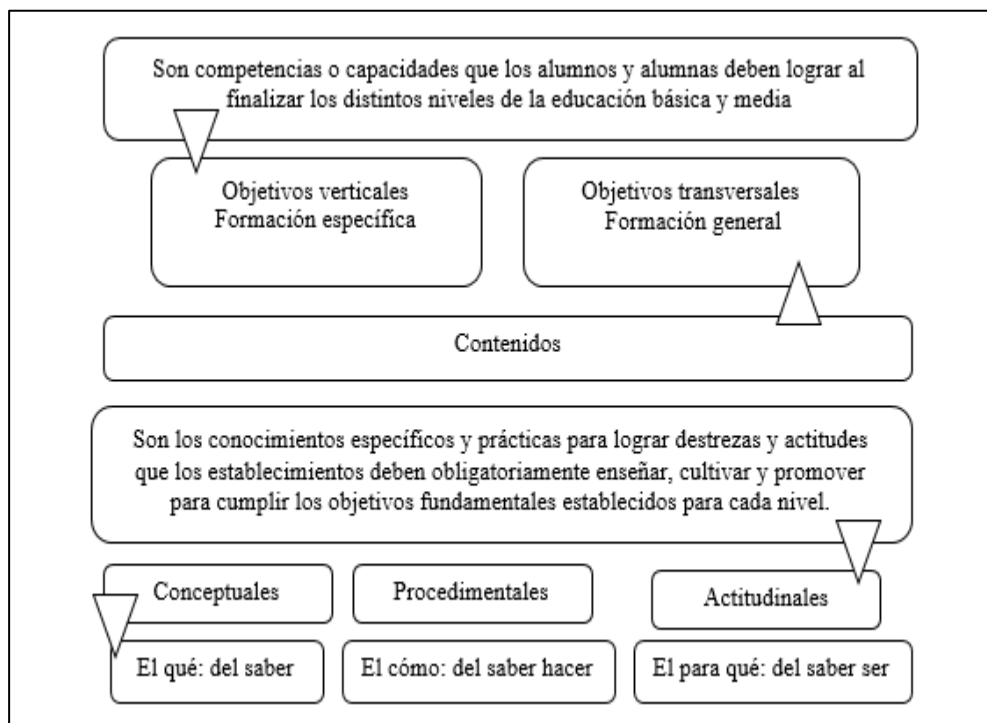 Son competencias o capacidades que los alumnos y alumnas deben lograr al
finalizar los distintos niveles de la educación básica y media
Objetivos verticales
Formación específica
Objetivos transversales
Formación general
Contenidos
Son los conocimientos específicos y prácticas para lograr destrezas y actitudes
que los establecimientos deben obligatoriamente enseñar, cultivar y promover
para cumplir los objetivos fundamentales establecidos para cada nivel.
Conceptuales
Procedimentales
Actitudinales
El qué: del saber
El cómo: del saber hacer
El para qué: del saber ser